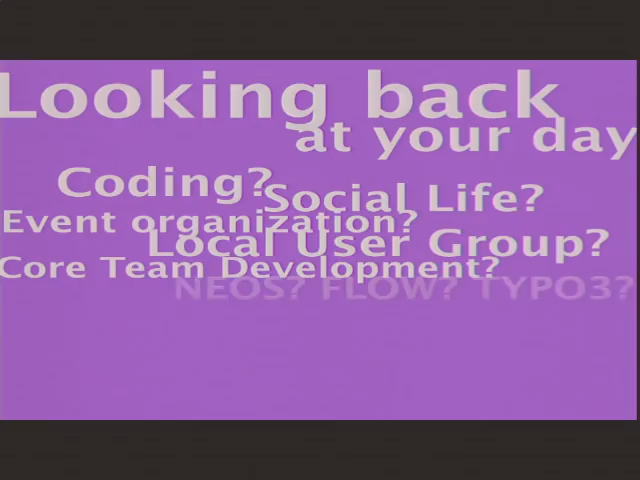 Looking back
at your day
Coding?
Social Life?
Event organization?
Local User Group?
Core Team Development?
NEOS? FLOW? TYPO3?